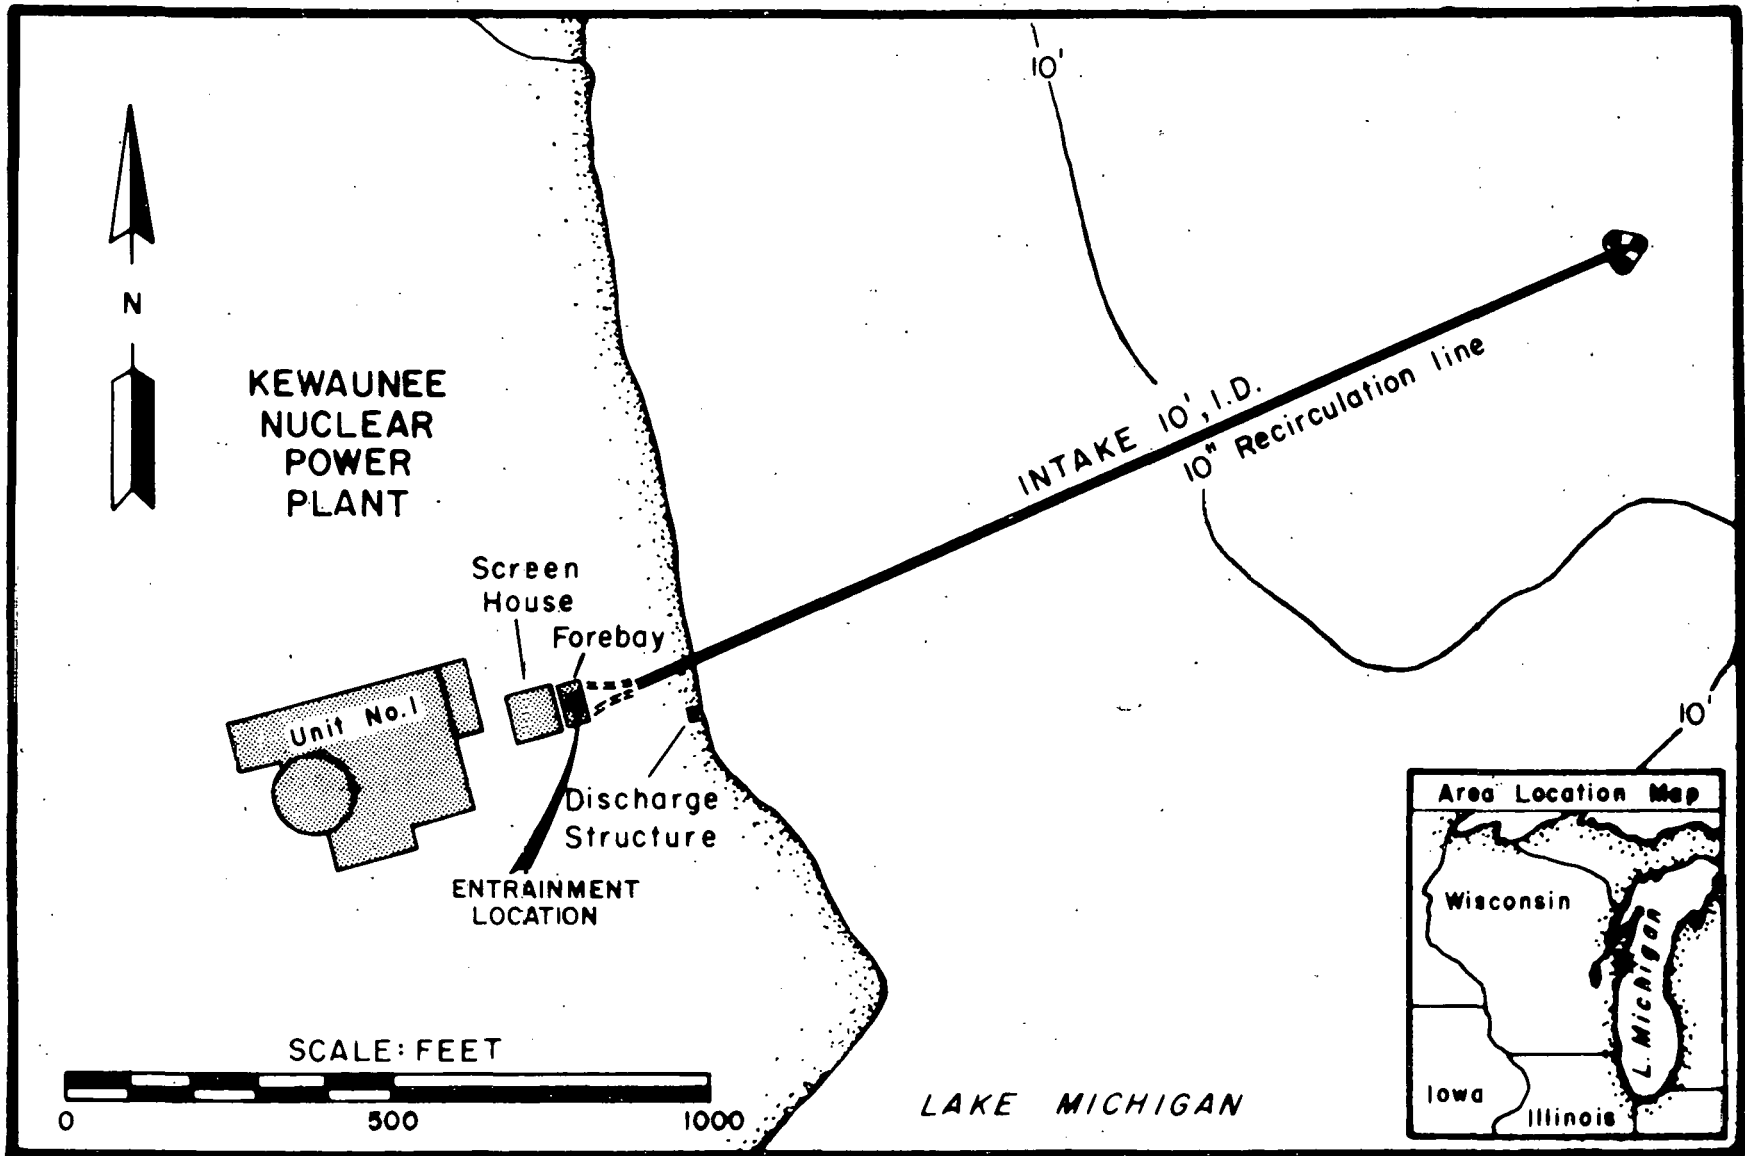 10'
N
KEWAUNEE
NUCLEAR
POWER
PLANT
INTAKE 10', I.D.
10" Recirculation line
Screen
House
Forebay
Unit No. 1
Discharge
Structure
ENTRAINMENT
LOCATION
10'
SCALE: FEET
0 500 1000
LAKE MICHIGAN
Area Location Map
Wisconsin
L. Michigan
Iowa
Illinois